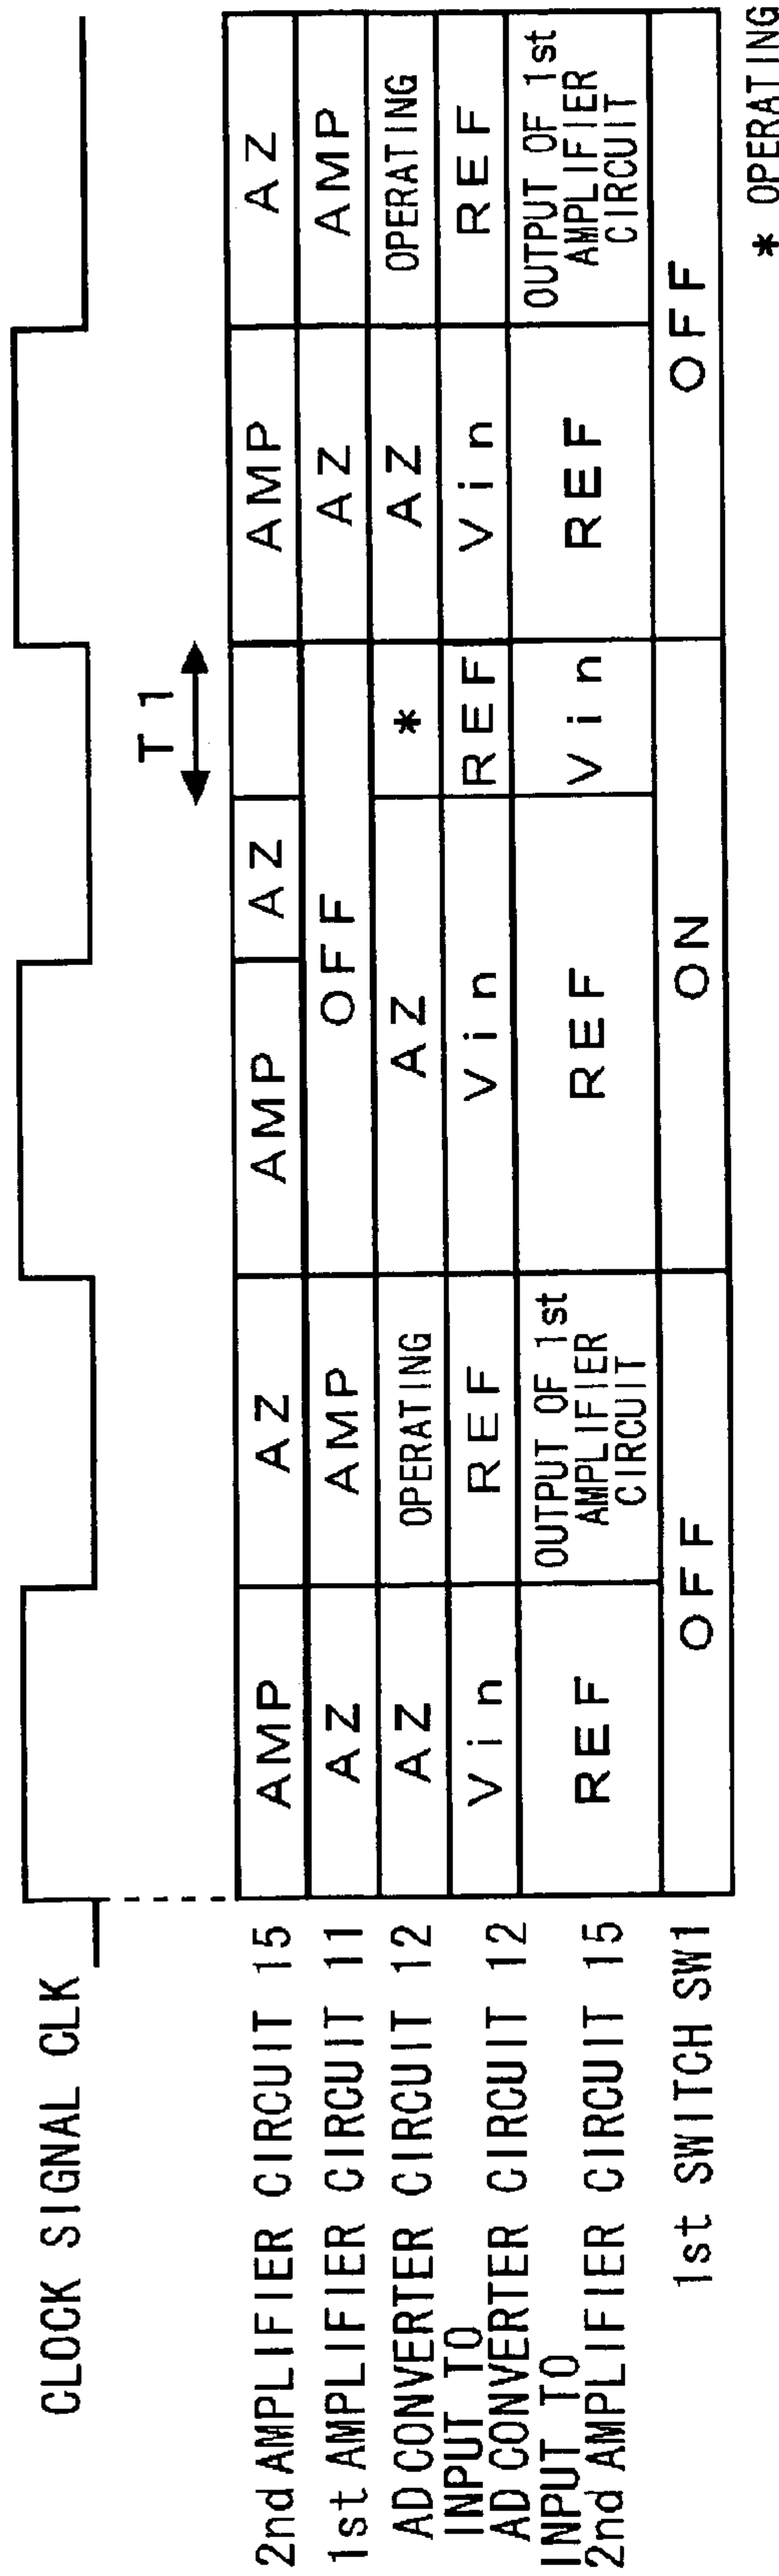 CLOCK SIGNAL CLK
T1
2nd AMPLIFIER CIRCUIT 15
AMP
AZ
AMP
AZ
AMP
AZ
1st AMPLIFIER CIRCUIT 11
AZ
AMP
OFF
AZ
AMP
AD CONVERTER CIRCUIT 12
AZ
OPERATING
AZ
*
AZ
OPERATING
INPUT TO
AD CONVERTER CIRCUIT 12
Vin
REF
Vin
REF
Vin
REF
INPUT TO
2nd AMPLIFIER CIRCUIT 15
REF
OUTPUT OF 1st
AMPLIFIER
CIRCUIT
REF
Vin
REF
OUTPUT OF 1st
AMPLIFIER
CIRCUIT
1st SWITCH SW1
OFF
ON
OFF
* OPERATING